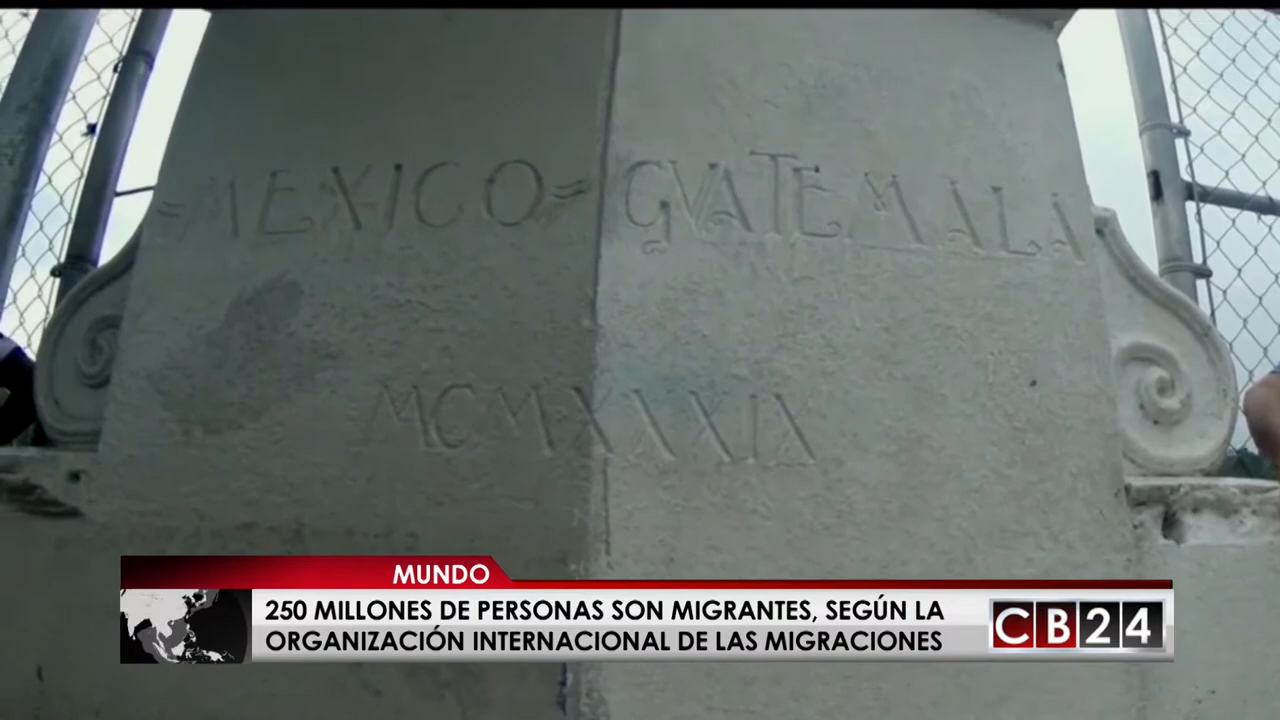 =MEXICO= GVATEMALA
MCMXXXIX
MUNDO
250 MILLONES DE PERSONAS SON MIGRANTES, SEGÚN LA
ORGANIZACIÓN INTERNACIONAL DE LAS MIGRACIONES
CB24